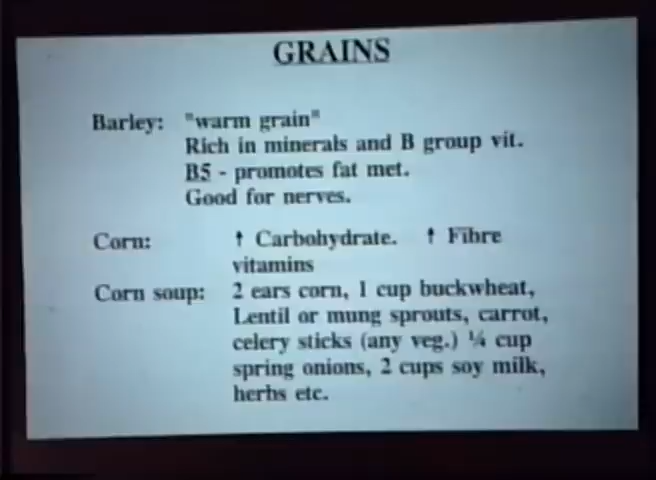 GRAINS
Barley: "warm grain"
Rich in minerals and B group vit.
B5 - promotes fat met.
Good for nerves.
Corn: ↑ Carbohydrate. ↑ Fibre
vitamins
Corn soup: 2 ears corn, 1 cup buckwheat,
Lentil or mung sprouts, carrot,
celery sticks (any veg.) ¼ cup
spring onions, 2 cups soy milk,
herbs etc.